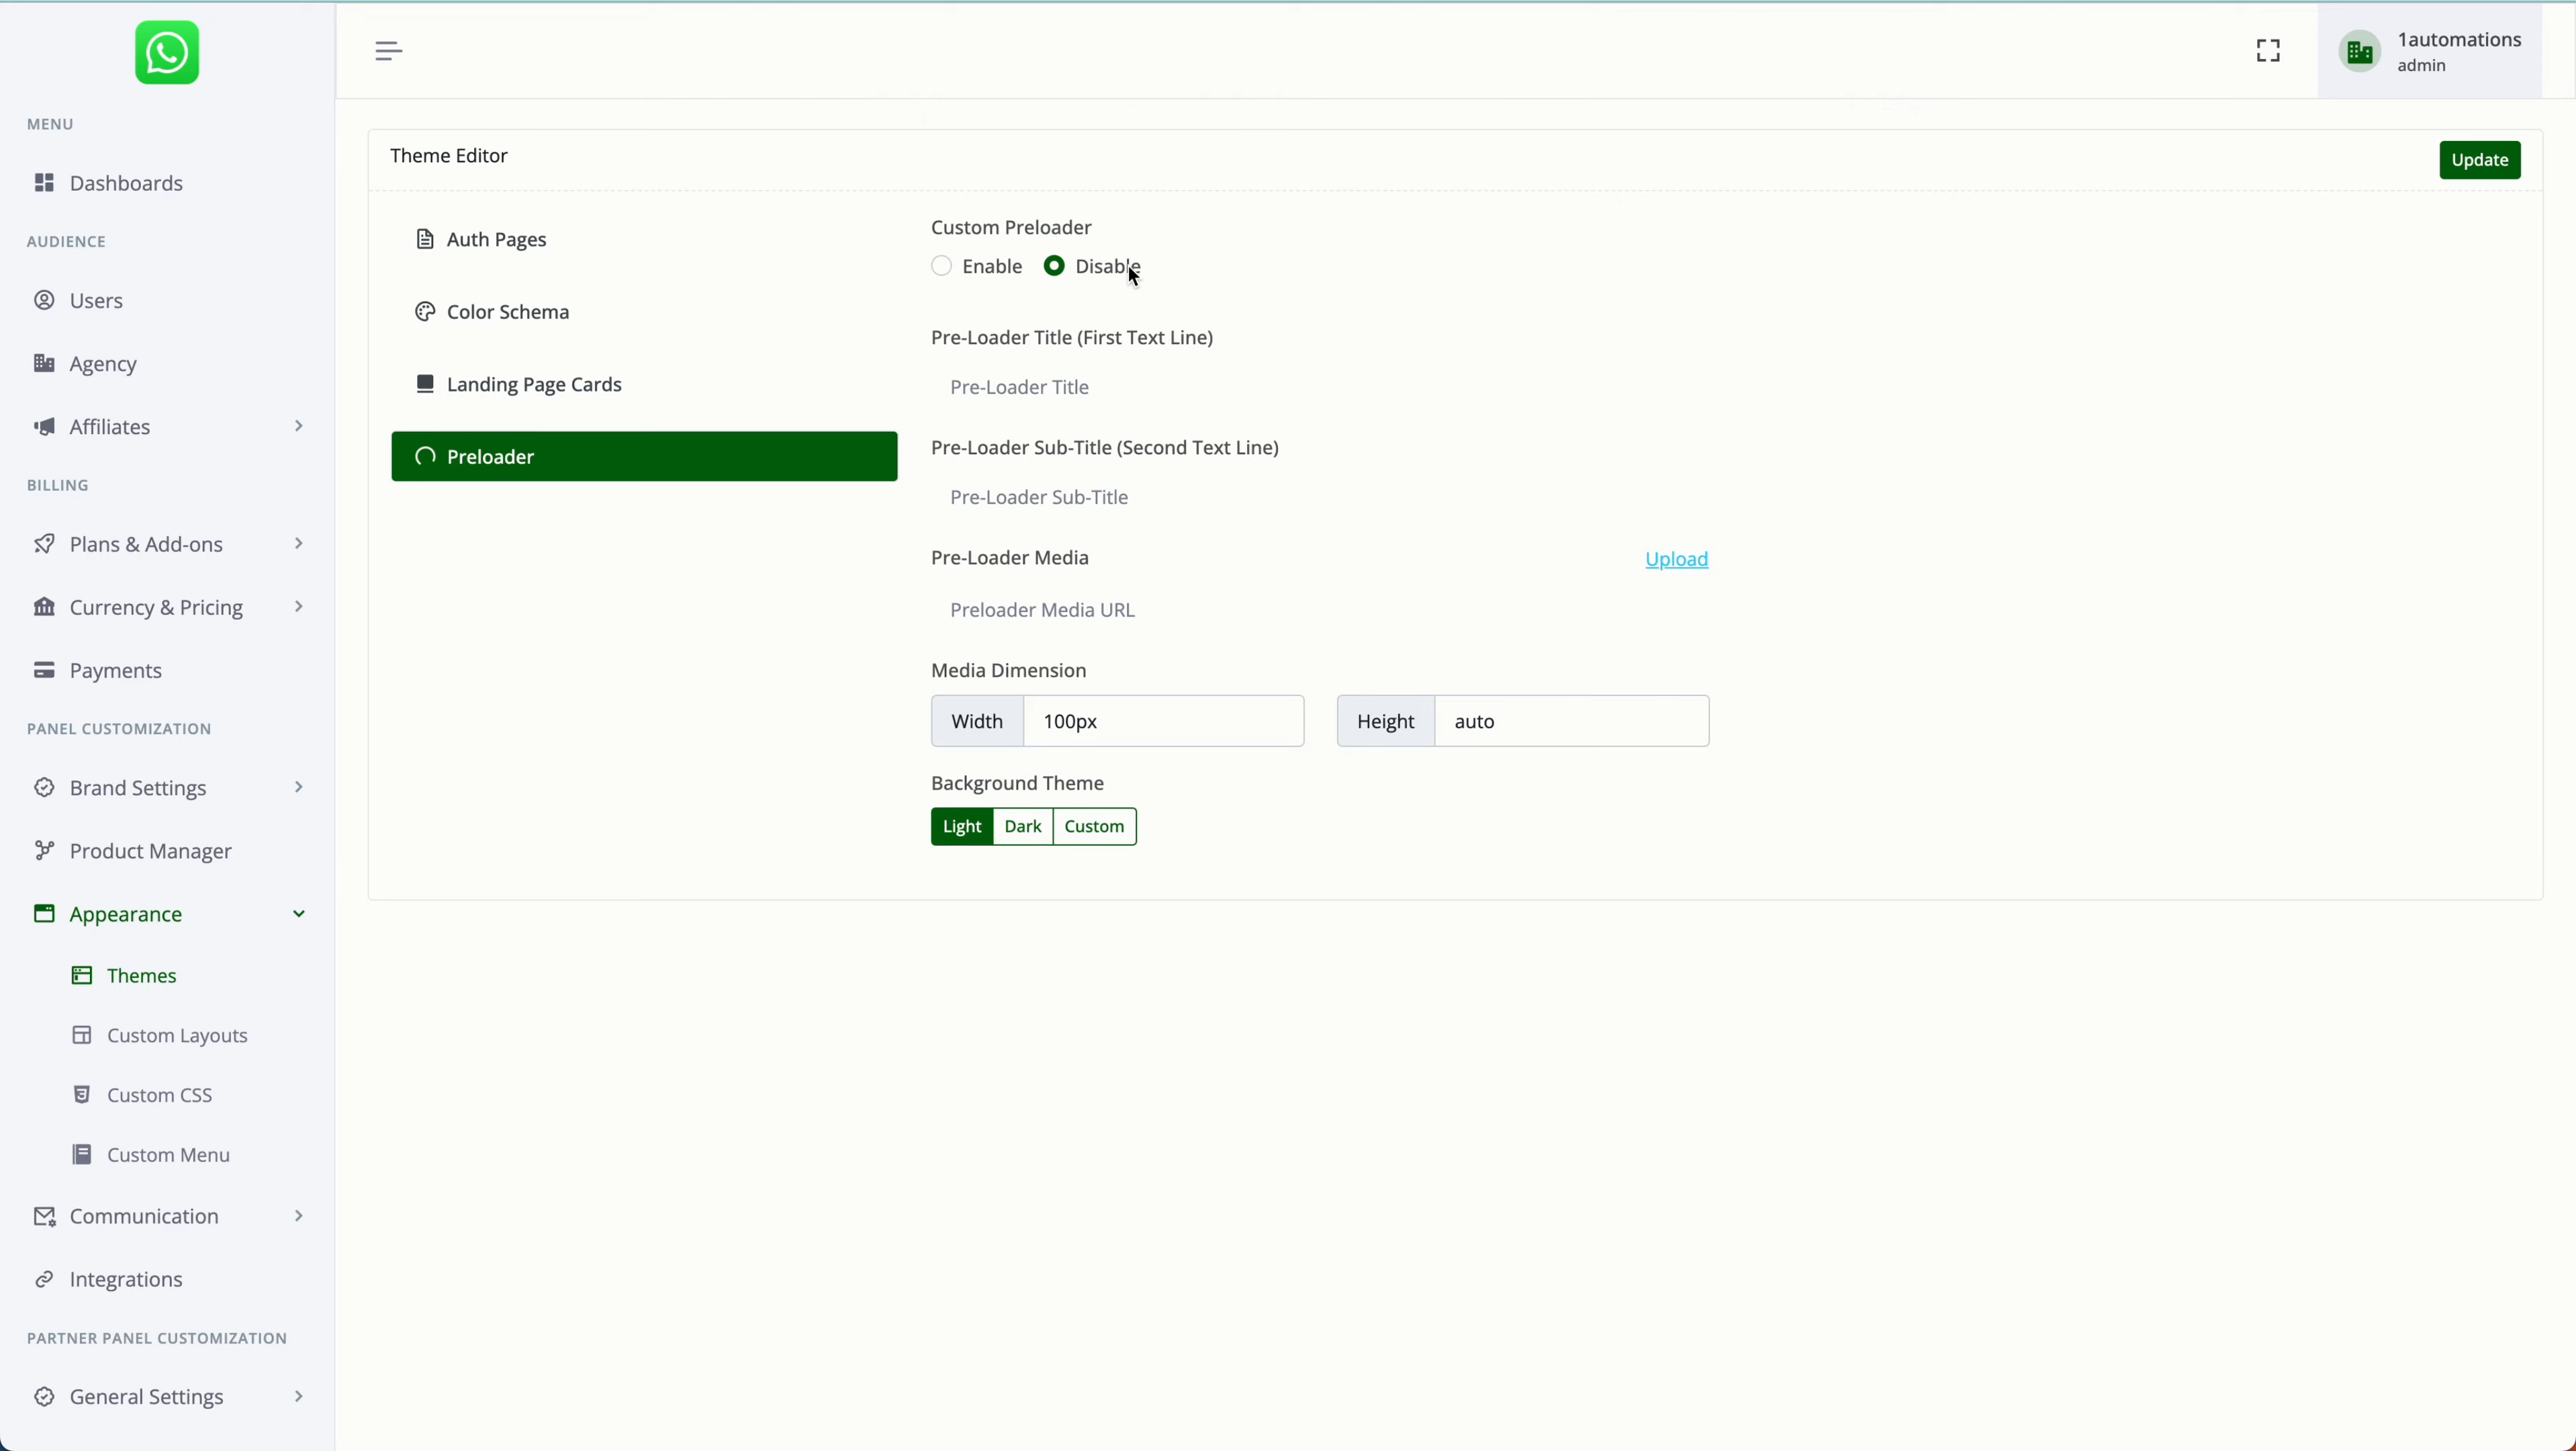 1automations
admin
MENU
Dashboards
AUDIENCE
Users
Agency
Affiliates
BILLING
Plans & Add-ons
Currency & Pricing
Payments
PANEL CUSTOMIZATION
Brand Settings
Product Manager
Appearance
Themes
Custom Layouts
Custom CSS
Custom Menu
Communication
Integrations
PARTNER PANEL CUSTOMIZATION
General Settings
Theme Editor
Update
Auth Pages
Color Schema
Landing Page Cards
Preloader
Custom Preloader
Enable Disable
Pre-Loader Title (First Text Line)
Pre-Loader Title
Pre-Loader Sub-Title (Second Text Line)
Pre-Loader Sub-Title
Pre-Loader Media Upload
Preloader Media URL
Media Dimension
Width 100px Height auto
Background Theme
Light Dark Custom